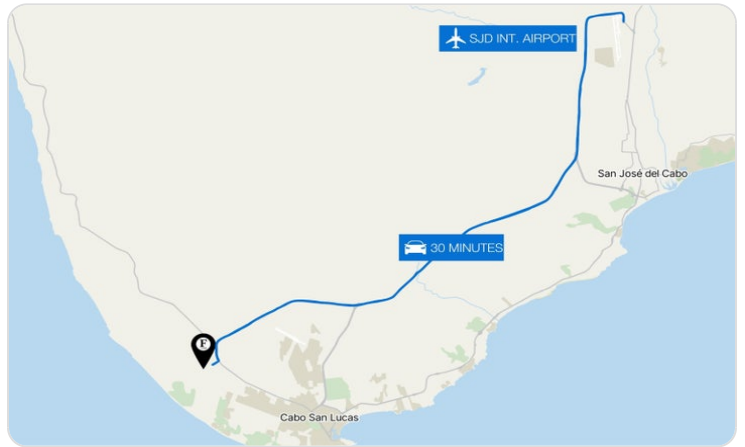 SJD INT. AIRPORT
San José del Cabo
30 MINUTES
F
Cabo San Lucas